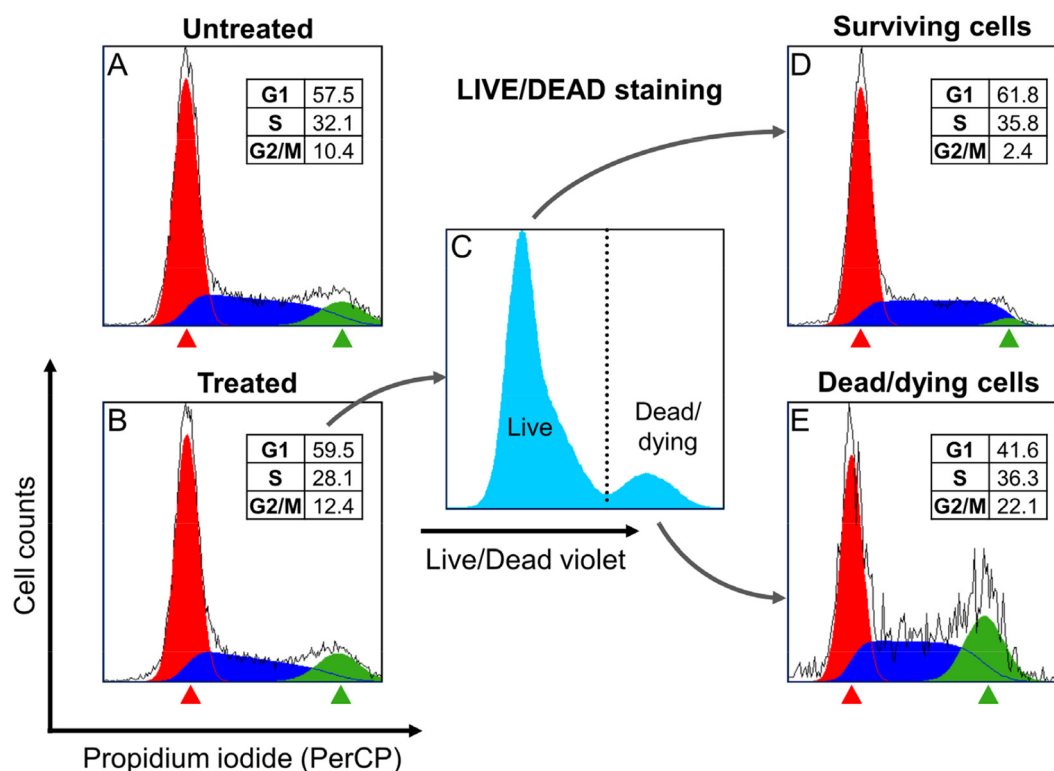 Untreated
A
G1 57.5
S 32.1
G2/M 10.4
Treated
B
G1 59.5
S 28.1
G2/M 12.4
Cell counts
Propidium iodide (PerCP)
LIVE/DEAD staining
C
Live
Dead/
dying
Live/Dead violet
Surviving cells
D
G1 61.8
S 35.8
G2/M 2.4
Dead/dying cells
E
G1 41.6
S 36.3
G2/M 22.1